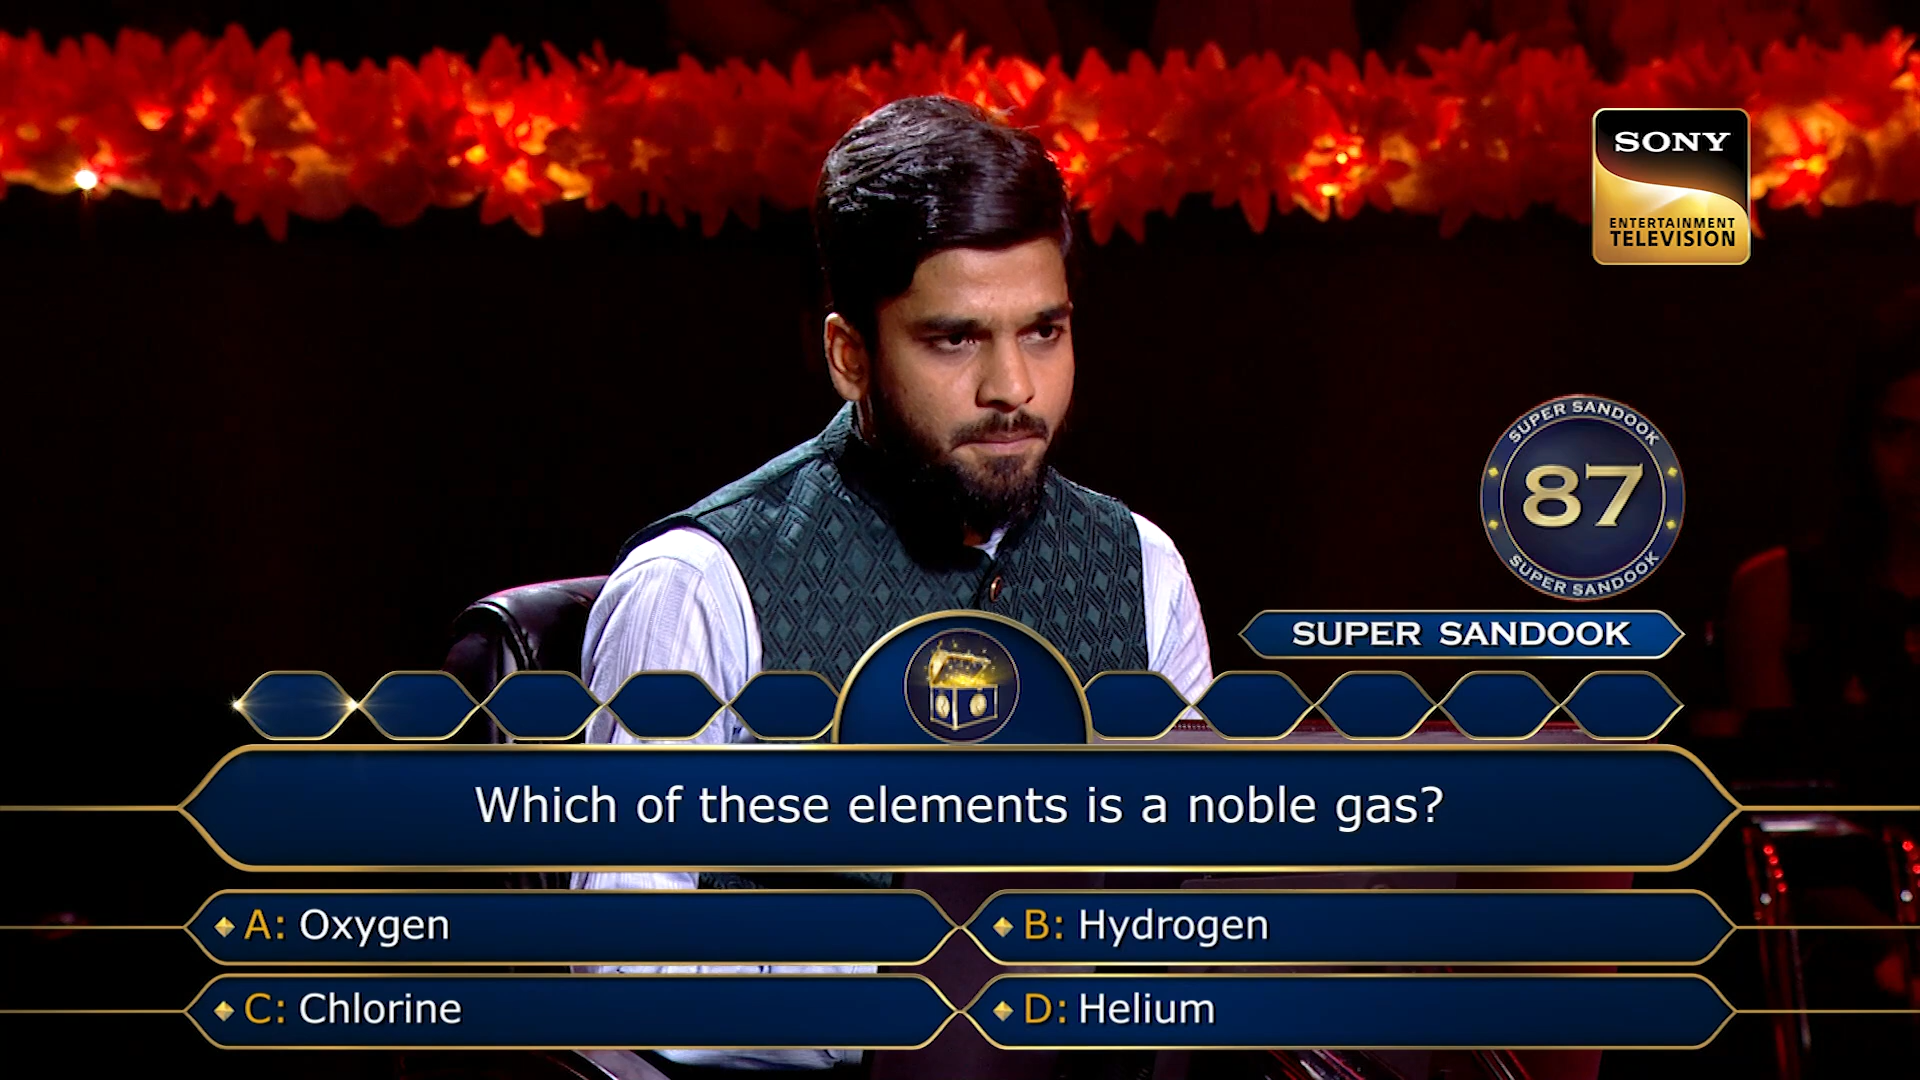 SONY
ENTERTAINMENT
TELEVISION
SUPER SANDOOK
87
SUPER SANDOOK
SUPER SANDOOK
Which of these elements is a noble gas?
A: Oxygen
B: Hydrogen
C: Chlorine
D: Helium